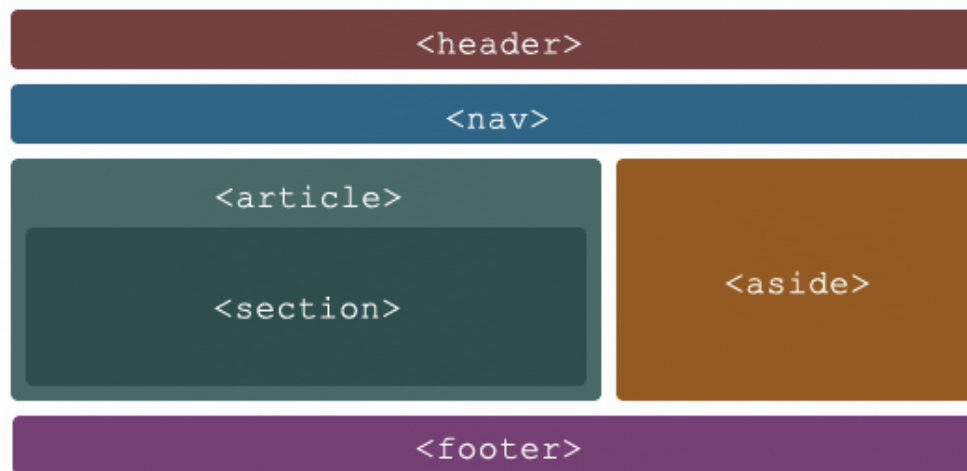 <header>
<nav>
<article>
<section>
<aside>
<footer>